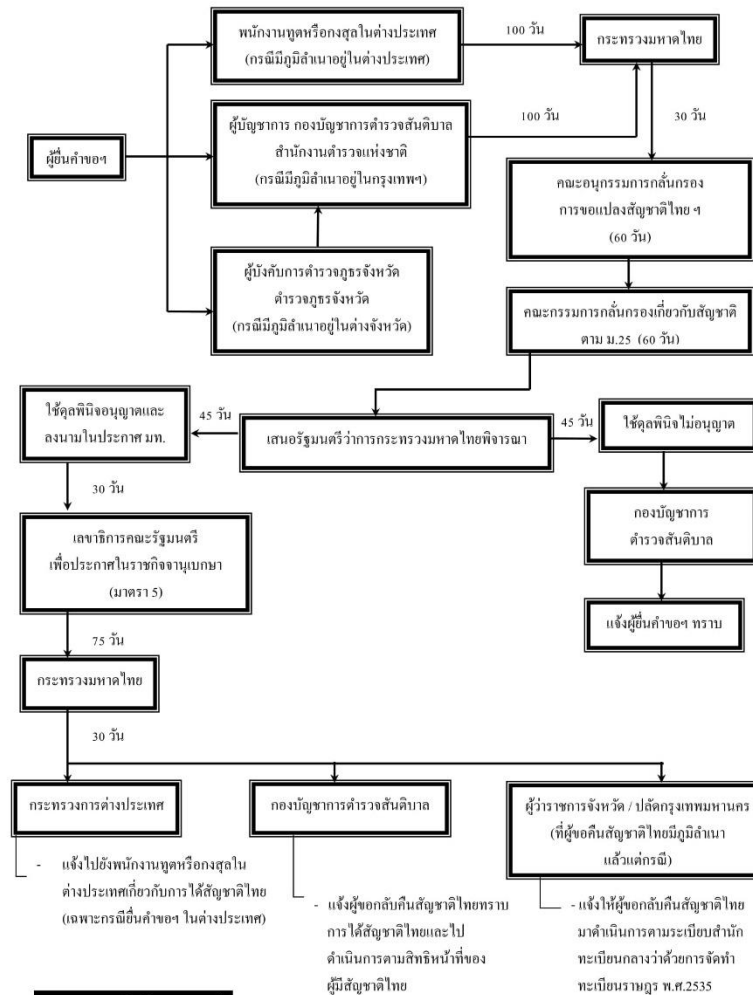 พนักงานทูตหรือกงสุลในต่างประเทศ
(กรณีมีภูมิลำเนาอยู่ในต่างประเทศ)
100 วัน
กระทรวงมหาดไทย
ผู้ยื่นคำขอฯ
ผู้บัญชาการ กองบัญชาการตำรวจสันติบาล
สำนักงานตำรวจแห่งชาติ
(กรณีมีภูมิลำเนาอยู่ในกรุงเทพฯ)
100 วัน
30 วัน
คณะอนุกรรมการกลั่นกรอง
การขอแปลงสัญชาติไทย ฯ
(60 วัน)
ผู้บังคับการตำรวจภูธรจังหวัด
ตำรวจภูธรจังหวัด
(กรณีมีภูมิลำเนาอยู่ในต่างจังหวัด)
คณะกรรมการกลั่นกรองเกี่ยวกับสัญชาติ
ตาม ม.25 (60 วัน)
ใช้ดุลพินิจอนุญาตและ
ลงนามในประกาศ มท.
45 วัน
เสนอรัฐมนตรีว่าการกระทรวงมหาดไทยพิจารณา
45 วัน
ใช้ดุลพินิจไม่อนุญาต
30 วัน
กองบัญชาการ
ตำรวจสันติบาล
เลขาธิการคณะรัฐมนตรี
เพื่อประกาศในราชกิจจานุเบกษา
(มาตรา 5)
แจ้งผู้ยื่นคำขอฯ ทราบ
75 วัน
กระทรวงมหาดไทย
30 วัน
กระทรวงการต่างประเทศ
กองบัญชาการตำรวจสันติบาล
ผู้ว่าราชการจังหวัด / ปลัดกรุงเทพมหานคร
(ที่ผู้ขอคืนสัญชาติไทยมีภูมิลำเนา
แล้วแต่กรณี)
- แจ้งไปยังพนักงานทูตหรือกงสุลใน
ต่างประเทศเกี่ยวกับการได้สัญชาติไทย
(เฉพาะกรณียื่นคำขอฯ ในต่างประเทศ)
- แจ้งผู้ขอกลับคืนสัญชาติไทยทราบ
การได้สัญชาติไทยและไป
ดำเนินการตามสิทธิหน้าที่ของ
ผู้มีสัญชาติไทย
- แจ้งให้ผู้ขอกลับคืนสัญชาติไทย
มาดำเนินการตามระเบียบสำนัก
ทะเบียนกลางว่าด้วยการจัดทำ
ทะเบียนราษฎร พ.ศ.2535